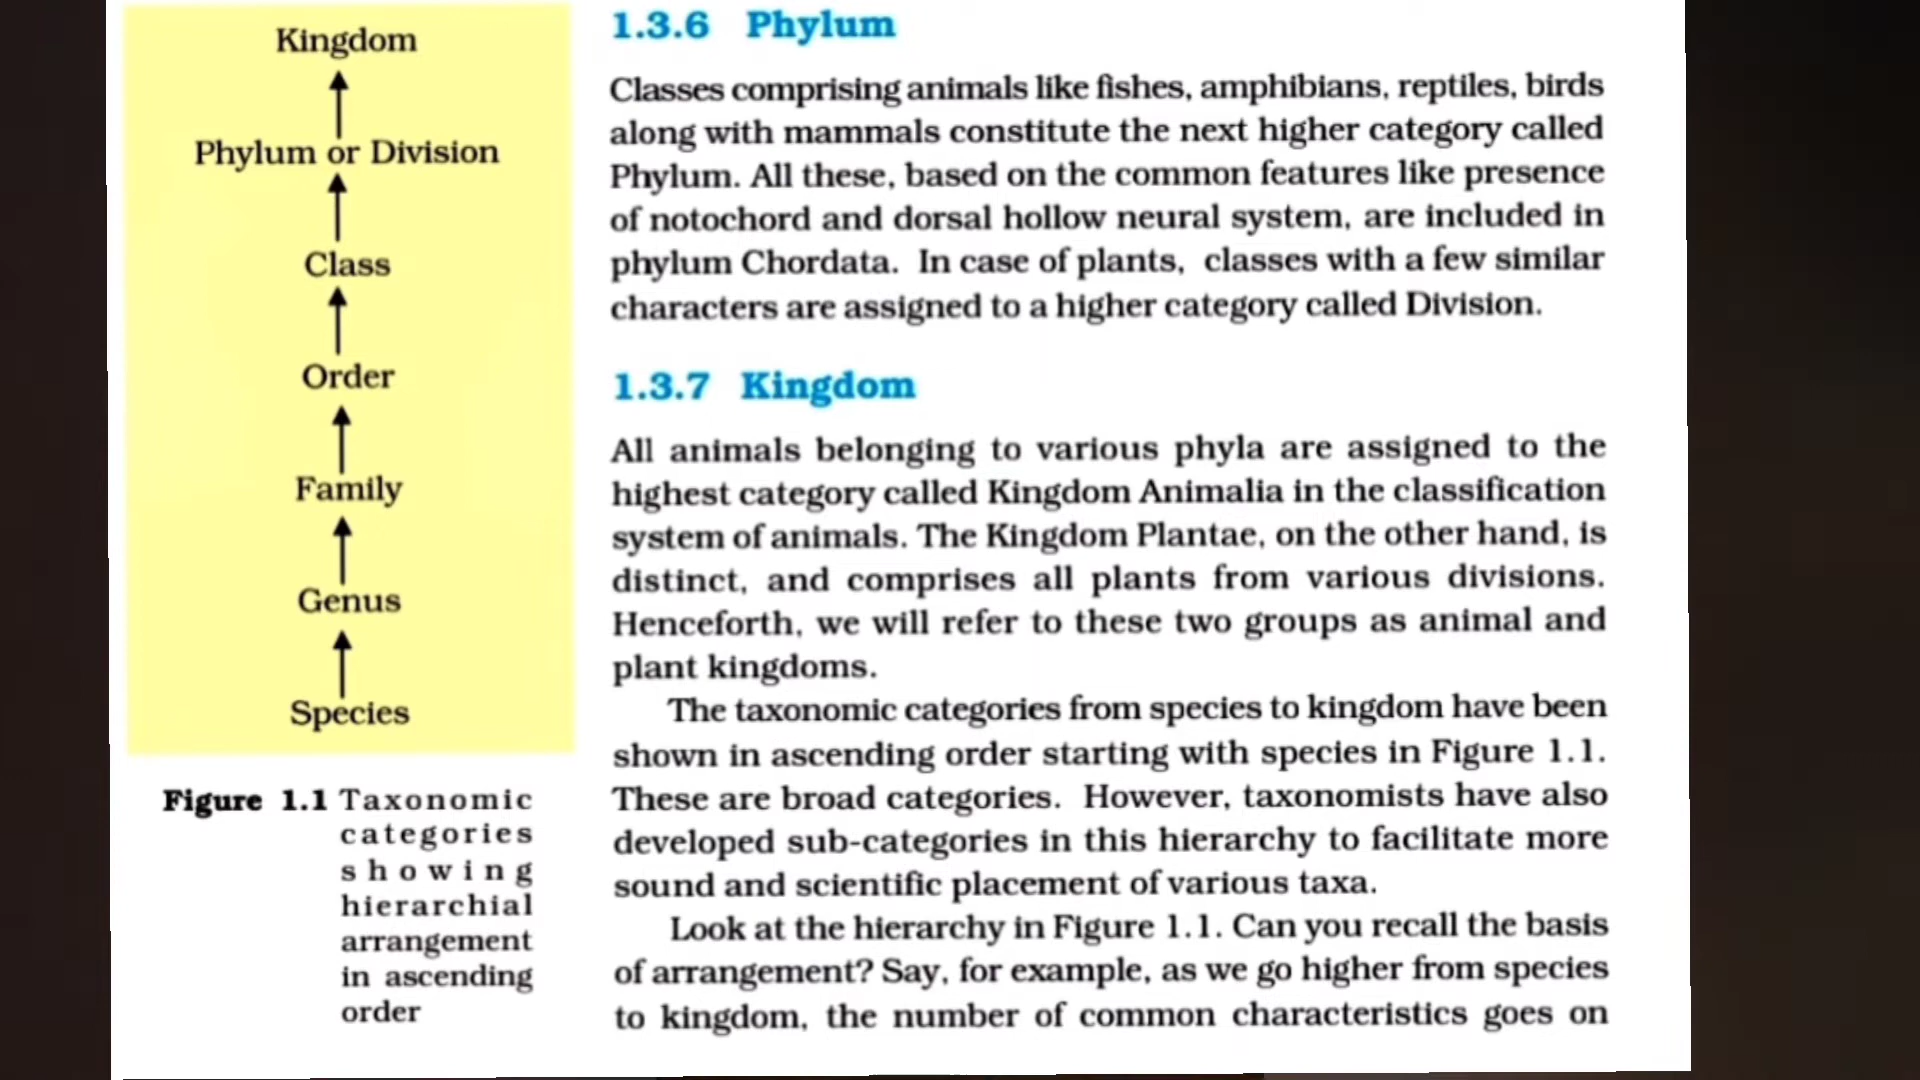 Kingdom
Phylum or Division
Class
Order
Family
Genus
Species
Figure 1.1 Taxonomic
categories
showing
hierarchial
arrangement
in ascending
order
1.3.6 Phylum
Classes comprising animals like fishes, amphibians, reptiles, birds
along with mammals constitute the next higher category called
Phylum. All these, based on the common features like presence
of notochord and dorsal hollow neural system, are included in
phylum Chordata. In case of plants, classes with a few similar
characters are assigned to a higher category called Division.
1.3.7 Kingdom
All animals belonging to various phyla are assigned to the
highest category called Kingdom Animalia in the classification
system of animals. The Kingdom Plantae, on the other hand, is
distinct, and comprises all plants from various divisions.
Henceforth, we will refer to these two groups as animal and
plant kingdoms.
The taxonomic categories from species to kingdom have been
shown in ascending order starting with species in Figure 1.1.
These are broad categories. However, taxonomists have also
developed sub-categories in this hierarchy to facilitate more
sound and scientific placement of various taxa.
Look at the hierarchy in Figure 1.1. Can you recall the basis
of arrangement? Say, for example, as we go higher from species
to kingdom, the number of common characteristics goes on